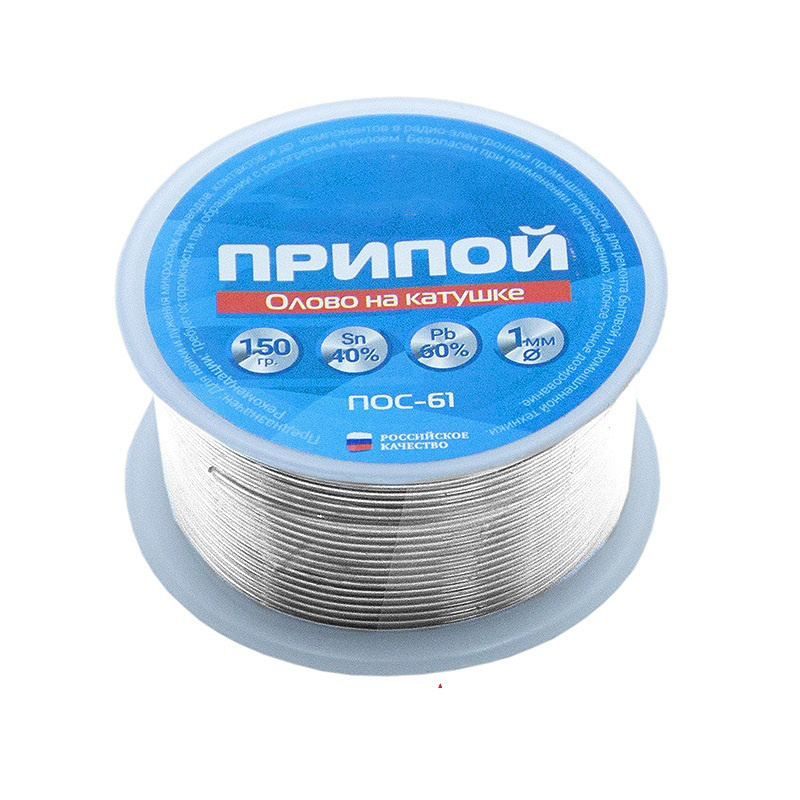 Предназначен для пайки и лужения микросхем, проводов, контактов и др. компонентов в радио-электронной промышленности, для ремонта бытовой и промышленной техники.
Рекомендации: требует осторожности при обращении с разогретым припоем. Безопасен при применении по назначению. Удобное точное дозирование.
ПРИПОЙ
Олово на катушке
150 гр.
Sn 40%
Pb 60%
1 мм Ø
ПОС-61
РОССИЙСКОЕ
КАЧЕСТВО